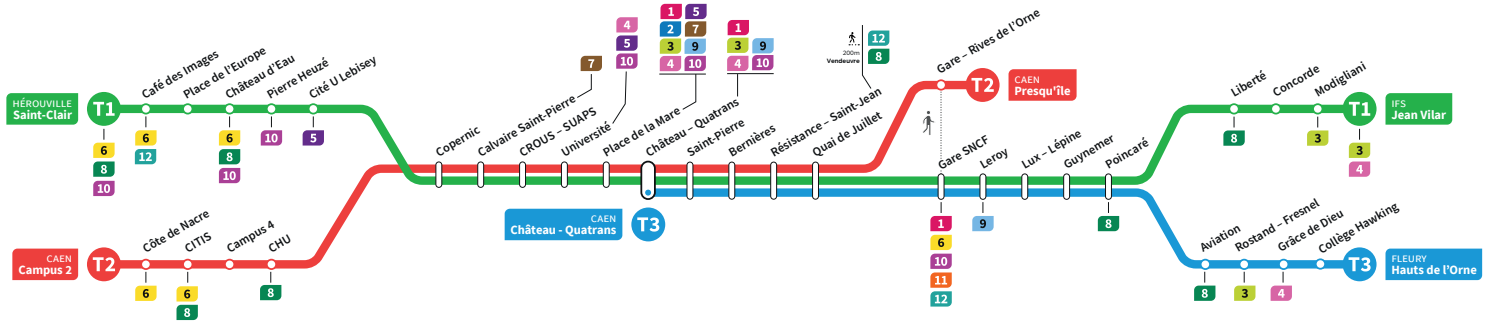 HÉROUVILLE
Saint-Clair
T1
6
8
10
Café des Images
6
12
Place de l'Europe
Château d'Eau
6
8
10
Pierre Heuzé
10
Cité U Lebisey
5
CAEN
Campus 2
T2
Côte de Nacre
6
CITIS
6
8
Campus 4
CHU
8
Copernic
Calvaire Saint-Pierre
7
CROUS – SUAPS
Université
4
5
10
Place de la Mare
1 5
2 7
3 9
4 10
Château – Quatrans
1
3 9
4 10
CAEN
Château - Quatrans
T3
Saint-Pierre
Bernières
Résistance – Saint-Jean
200m
Vendeuvre
12
8
Quai de Juillet
Gare – Rives de l'Orne
T2
CAEN
Presqu'île
Gare SNCF
1
6
10
11
12
Leroy
9
Lux – Lépine
Guynemer
Poincaré
8
Liberté
8
Concorde
Modigliani
3
T1
3
4
IFS
Jean Vilar
Aviation
8
Rostand – Fresnel
3
Grâce de Dieu
4
Collège Hawking
T3
FLEURY
Hauts de l'Orne